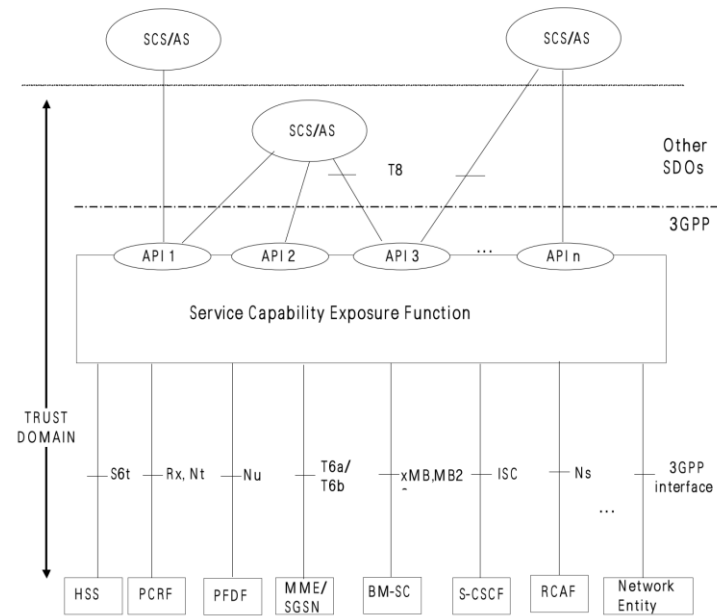 SCS/AS
SCS/AS
SCS/AS
T8
Other
SDOs
3GPP
API 1
API 2
API 3
...
API n
Service Capability Exposure Function
TRUST
DOMAIN
S6t
Rx, Nt
Nu
T6a/
T6b
xMB,MB2
-
ISC
Ns
3GPP
interface
...
HSS
PCRF
PFDF
MME/
SGSN
BM-SC
S-CSCF
RCAF
Network
Entity